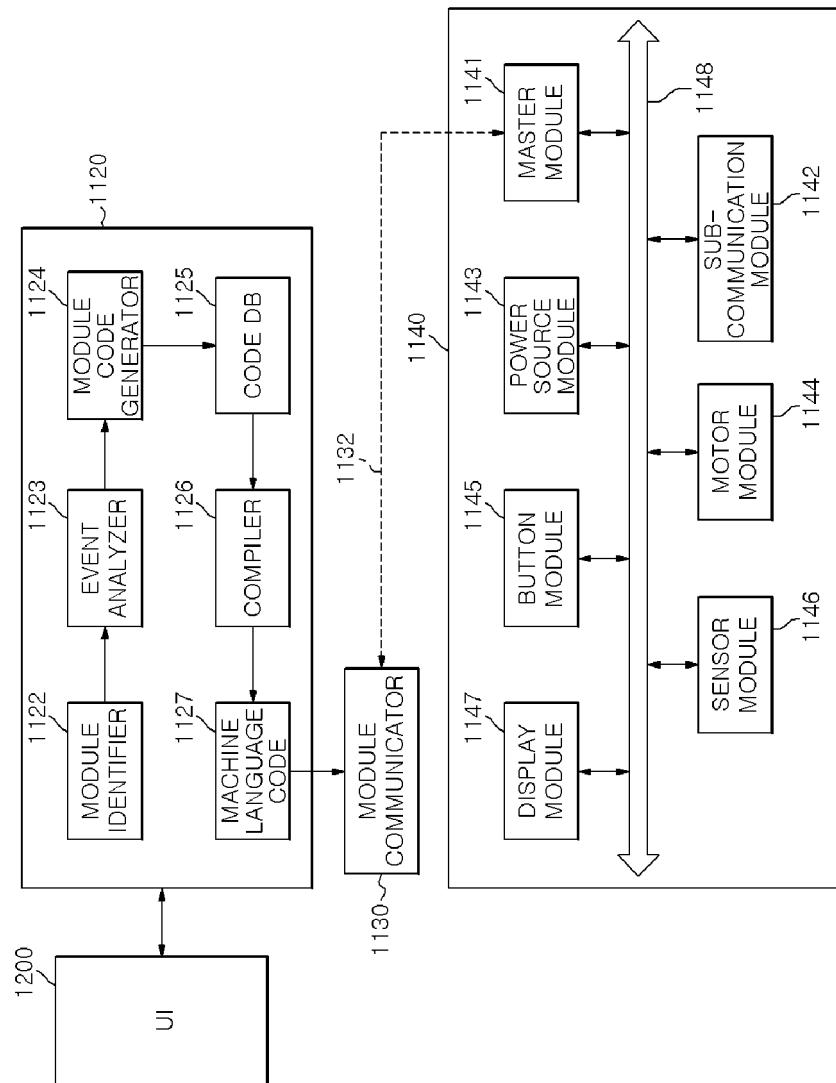 1200
UI
1120
1122
MODULE
IDENTIFIER
1123
EVENT
ANALYZER
1124
MODULE
CODE
GENERATOR
1127
MACHINE
LANGUAGE
CODE
1126
COMPILER
1125
CODE DB
MODULE
COMMUNICATOR
1130
1132
1140
1147
DISPLAY
MODULE
1145
BUTTON
MODULE
1143
POWER
SOURCE
MODULE
1141
MASTER
MODULE
1148
SENSOR
MODULE
1146
MOTOR
MODULE
1144
SUB-
COMMUNICATION
MODULE
1142